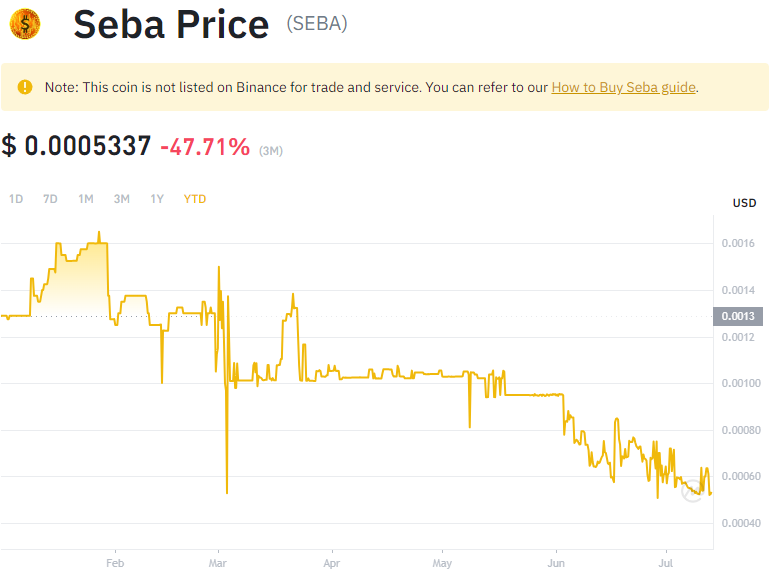 Seba Price (SEBA)
Note: This coin is not listed on Binance for trade and service. You can refer to our How to Buy Seba guide.
$ 0.0005337 -47.71% (3M)
1D 7D 1M 3M 1Y YTD
USD
0.0016
0.0014
0.0013
0.0012
0.00100
0.00080
0.00060
0.00040
Feb Mar Apr May Jun Jul